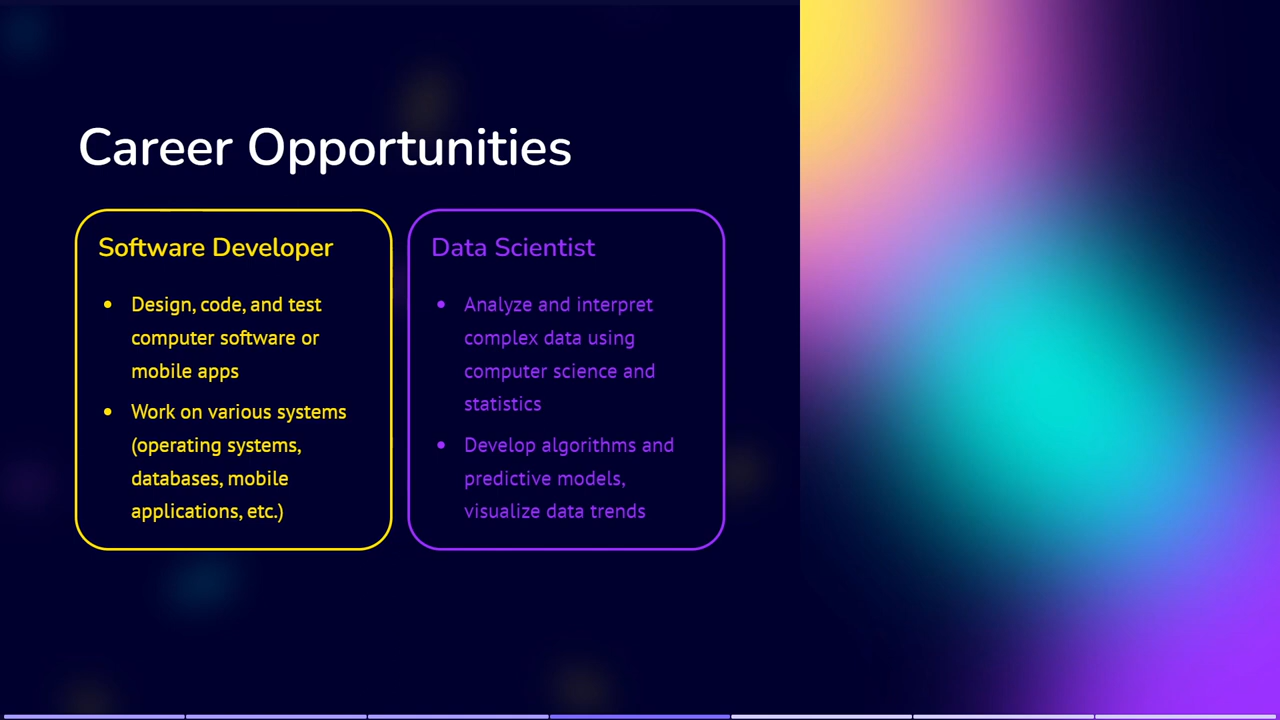 Career Opportunities
Software Developer
• Design, code, and test
computer software or
mobile apps
• Work on various systems
(operating systems,
databases, mobile
applications, etc.)
Data Scientist
• Analyze and interpret
complex data using
computer science and
statistics
• Develop algorithms and
predictive models,
visualize data trends